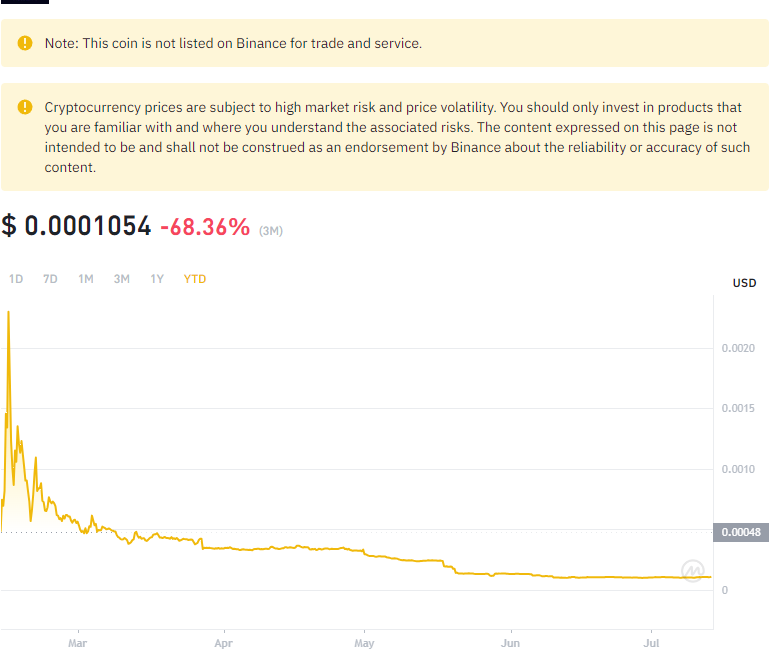 Note: This coin is not listed on Binance for trade and service.
Cryptocurrency prices are subject to high market risk and price volatility. You should only invest in products that
you are familiar with and where you understand the associated risks. The content expressed on this page is not
intended to be and shall not be construed as an endorsement by Binance about the reliability or accuracy of such
content.
$ 0.0001054 -68.36% (3M)
1D 7D 1M 3M 1Y YTD
USD
0.0020
0.0015
0.0010
0.00048
0
Mar Apr May Jun Jul